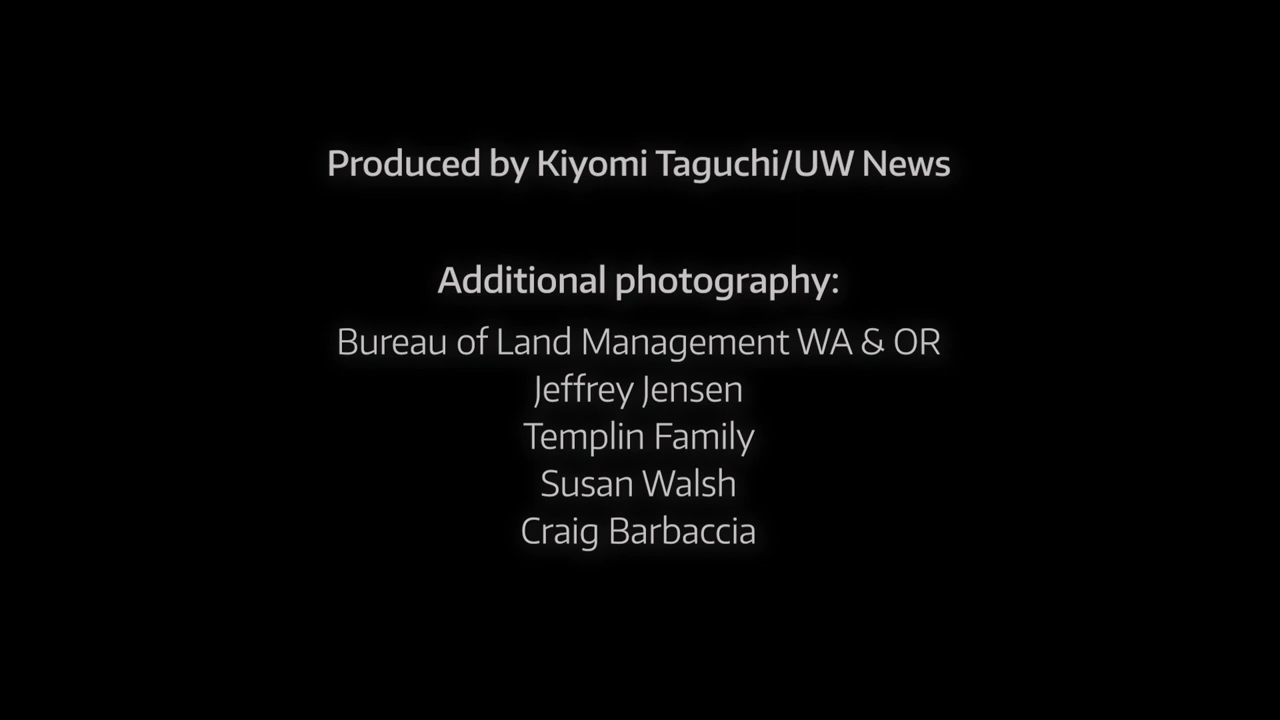 Produced by Kiyomi Taguchi/UW News
Additional photography:
Bureau of Land Management WA & OR
Jeffrey Jensen
Templin Family
Susan Walsh
Craig Barbaccia